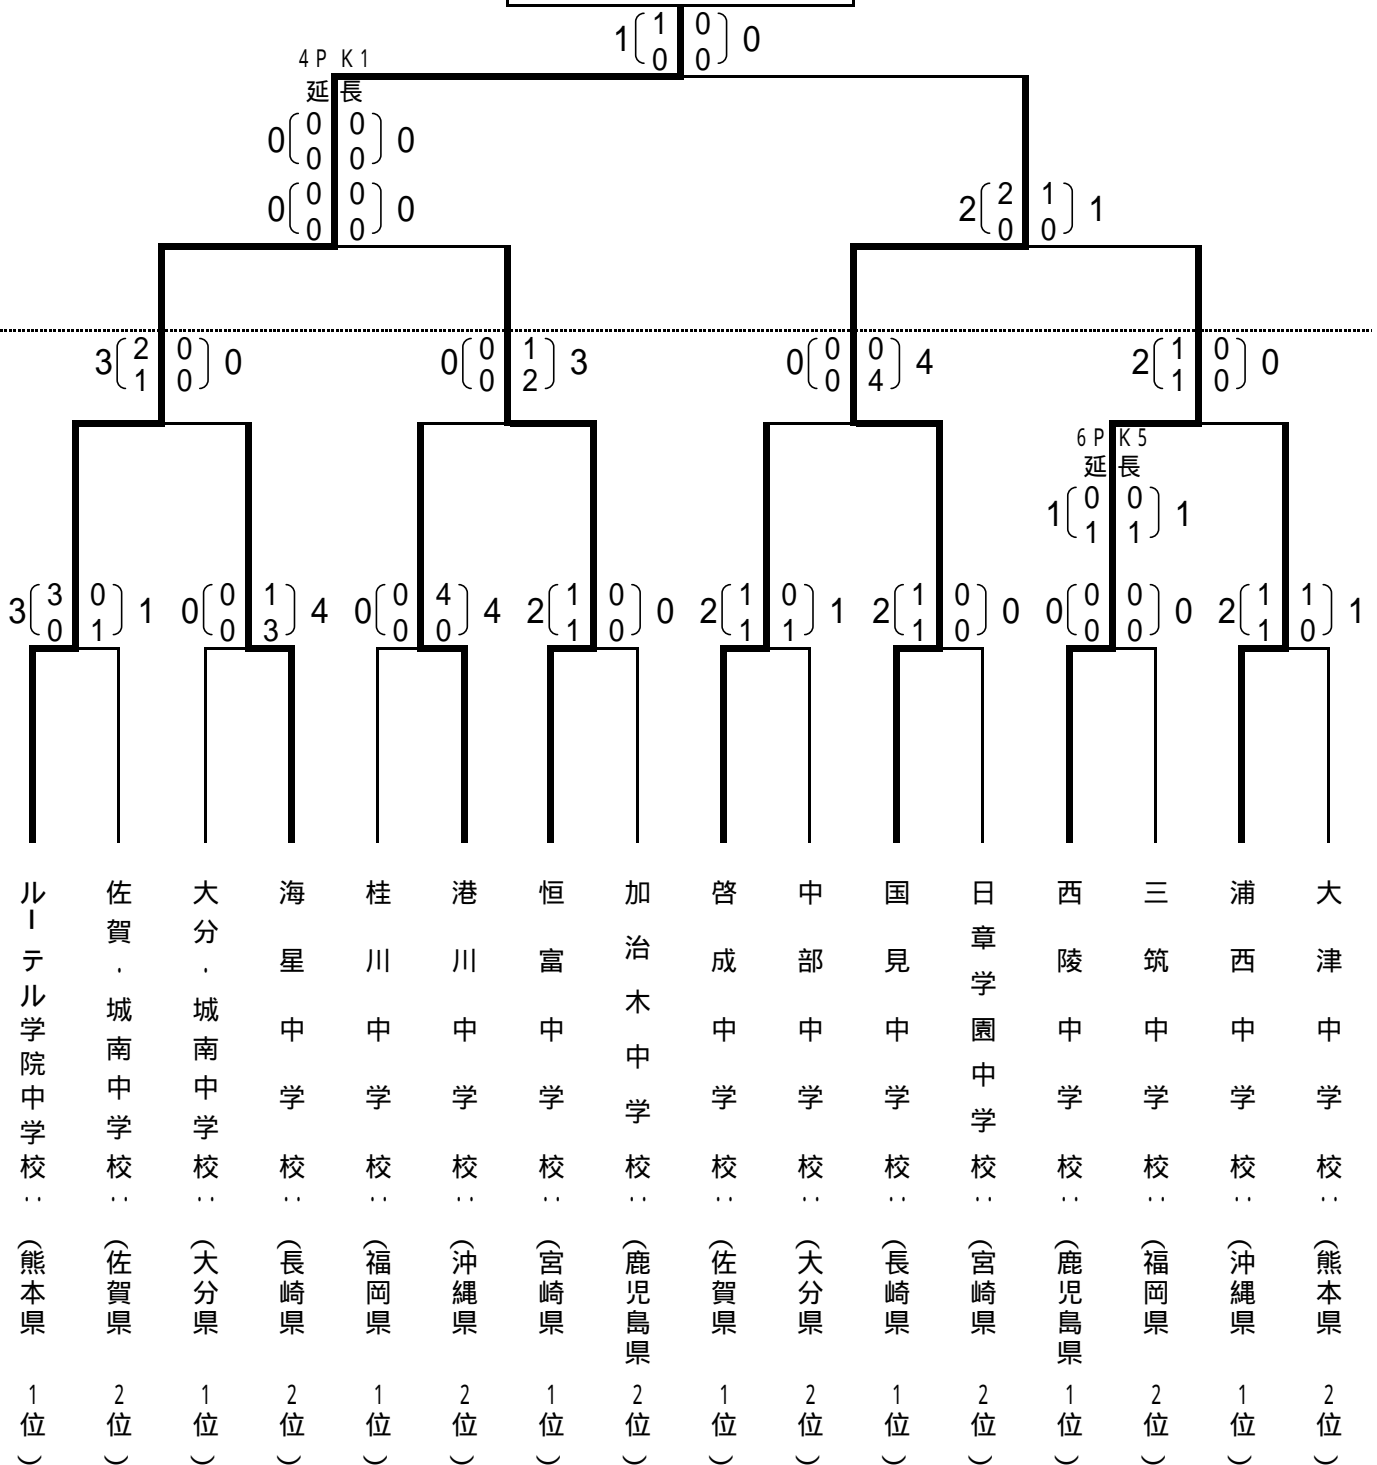 1 1 0 0
0 0
4PK1
延長
0 0 0 0
0 0
0 0 0 0
0 0
2 2 1 1
0 0
3 2 0 0
1 0
0 0 1 3
0 2
0 0 0 4
0 4
2 1 0 0
1 0
6PK5
延長
1 0 0 1
1 1
3 3 0 1
0 1
0 0 1 4
0 3
0 0 4 4
0 0
2 1 0 0
1 0
2 1 0 1
1 1
2 1 0 0
1 0
0 0 0 0
0 0
2 1 1 1
1 0
ルーテル学院中学校:(熊本県1位)
佐賀.城南中学校:(佐賀県2位)
大分.城南中学校:(大分県1位)
海星中学校:(長崎県2位)
桂川中学校:(福岡県1位)
港川中学校:(沖縄県2位)
恒富中学校:(宮崎県1位)
加治木中学校:(鹿児島県2位)
啓成中学校:(佐賀県1位)
中部中学校:(大分県2位)
国見中学校:(長崎県1位)
日章学園中学校:(宮崎県2位)
西陵中学校:(鹿児島県1位)
三筑中学校:(福岡県2位)
浦西中学校:(沖縄県1位)
大津中学校:(熊本県2位)